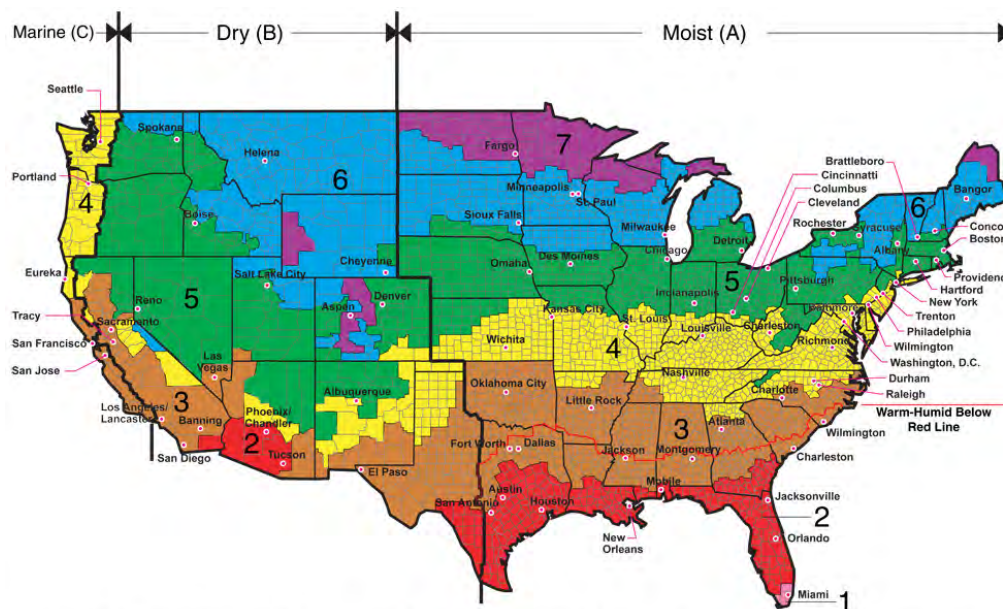 Marine (C)
Dry (B)
Moist (A)
Seattle
Spokane
Helena
Fargo
7
Brattleboro
Cincinnatti
Columbus
Cleveland
Portland
4
6
Minneapolis
St. Paul
Bangor
6
Boise
Sioux Falls
Milwaukee
Rochester
Syracuse
Albany
Concord
Boston
Eureka
Salt Lake City
Cheyenne
Omaha
Des Moines
Chicago
Detroit
5
Pittsburgh
Providence
Hartford
New York
Reno
5
Aspen
Denver
Indianapolis
Trenton
Tracy
Sacramento
Kansas City
St. Louis
Louisville
Charleston
Philadelphia
Wilmington
San Francisco
Wichita
4
Richmond
Washington, D.C.
San Jose
Las
Vegas
Albuquerque
Nashville
Durham
Raleigh
3
Oklahoma City
Little Rock
Charlotte
Los Angeles/
Lancaster
Banning
2
Phoenix/
Chandler
3
Atlanta
Warm-Humid Below
Red Line
Wilmington
San Diego
Tucson
El Paso
Fort Worth
Dallas
Jackson
Montgomery
Charleston
Austin
San Antonio
Houston
Mobile
Jacksonville
2
New
Orleans
Orlando
Miami
1